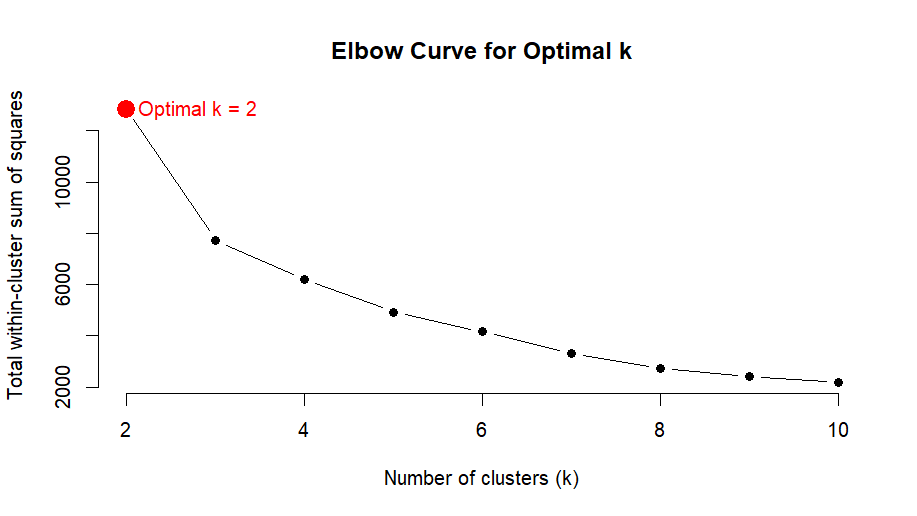 Elbow Curve for Optimal k
Optimal k = 2
Total within-cluster sum of squares
10000
6000
2000
2 4 6 8 10
Number of clusters (k)